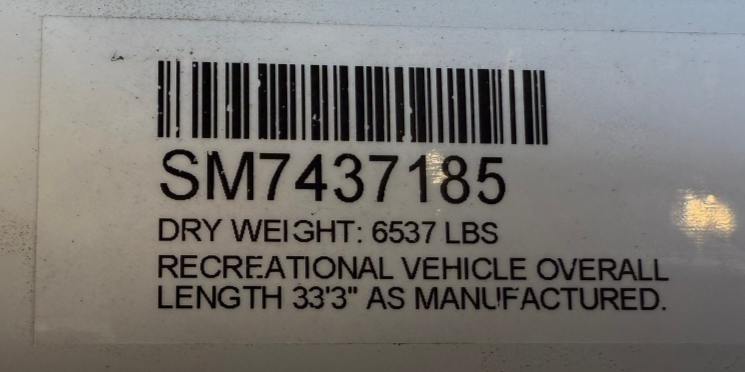 SM7437185
DRY WEIGHT: 6537 LBS
RECREATIONAL VEHICLE OVERALL
LENGTH 33'3" AS MANUFACTURED.